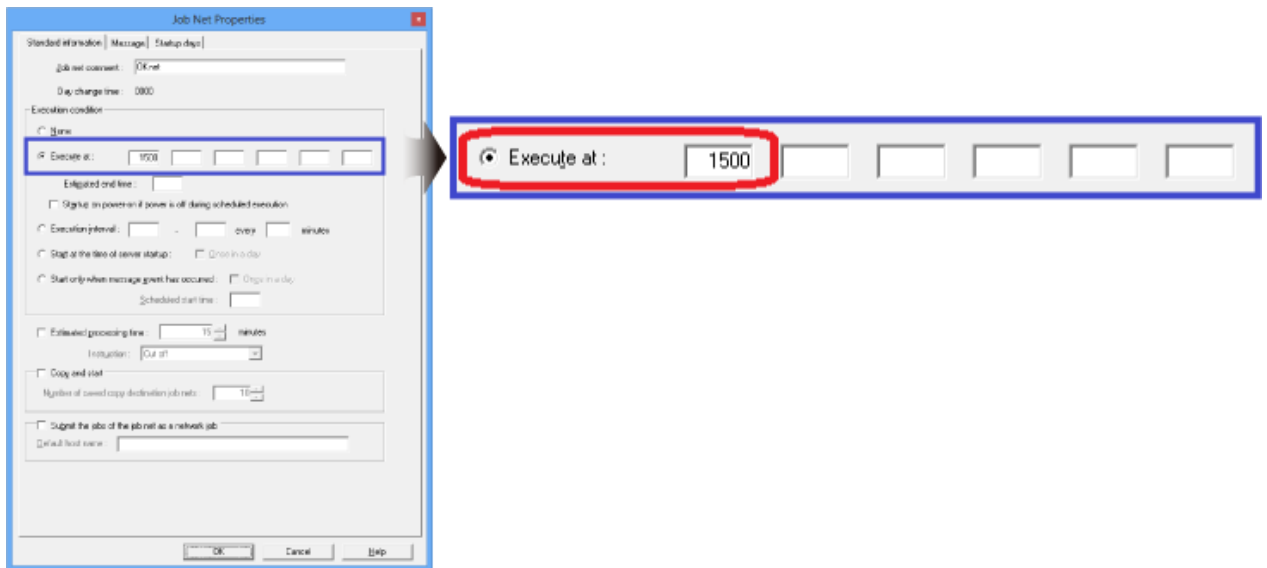 Job Net Properties
Standard information Message Startup days
Job net comment : OKnet
Day change time : 0800
Execution condition
None
Execute at : 1500
Estimated end time :
Startup on power-on if power is off during scheduled execution
Execution interval : - every minutes
Start at the time of server startup : Once in a day
Start only when message event has occurred : Once in a day
Scheduled start time :
Estimated processing time : 15 minutes
Instruction : Cut off
Copy and start
Number of saved copy destination job nets: 10
Submit the jobs of the job net as a network job
Default host name :
OK Cancel Help
Execute at : 1500